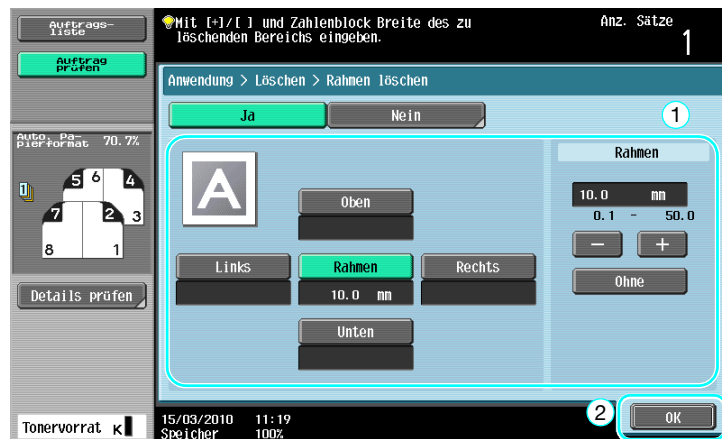 Auftrags-
liste
Auftrag
prüfen
Mit [+]/[ ] und Zahlenblock Breite des zu
löschenden Bereichs eingeben.
Anz. Sätze
1
Anwendung > Löschen > Rahmen löschen
Ja
Nein
1
Auto. Pa-
pierformat 70.7%
1
5 6 4
7 2 3
8 1
Details prüfen
A
Oben
Links
Rahmen
Rechts
10.0 mm
Unten
Rahmen
10.0 mm
0.1 - 50.0
− +
Ohne
2
OK
Tonervorrat K
15/03/2010 11:19
Speicher 100%